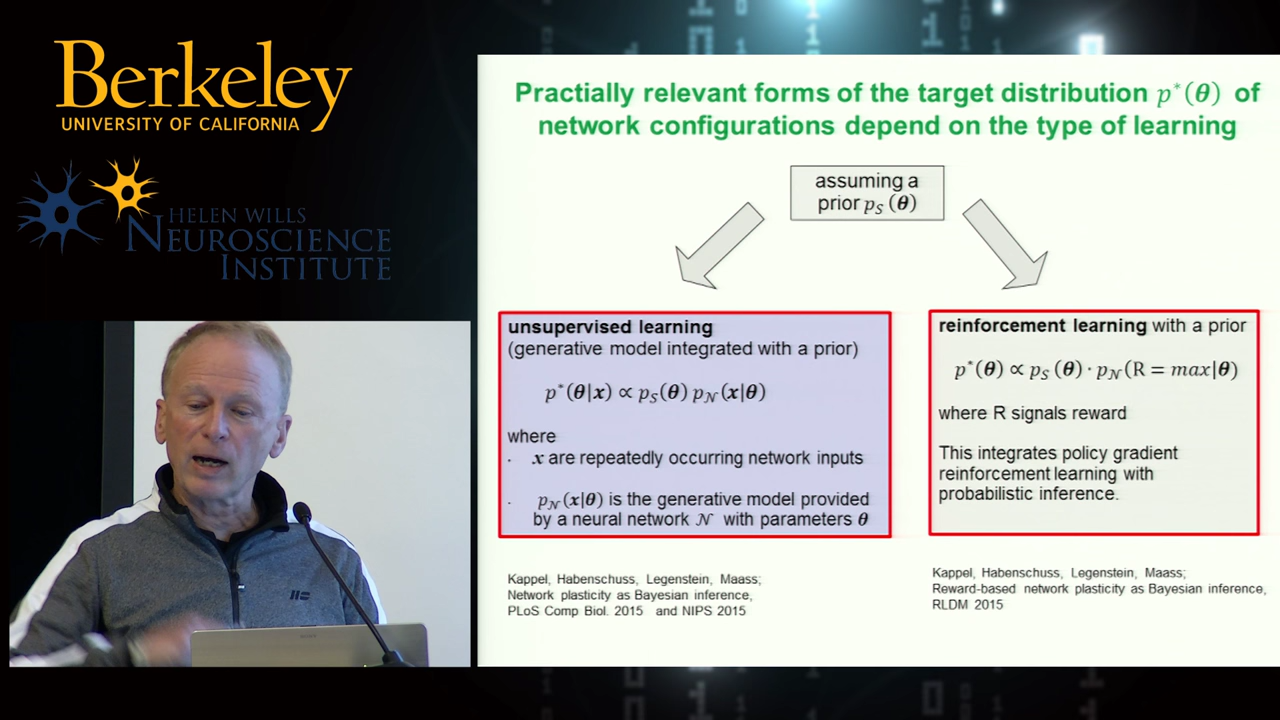 Berkeley
UNIVERSITY OF CALIFORNIA
HELEN WILLS
NEUROSCIENCE
INSTITUTE
Practially relevant forms of the target distribution p*(θ) of
network configurations depend on the type of learning
assuming a
prior p_S(θ)
unsupervised learning
(generative model integrated with a prior)
p*(θ|x) ∝ p_S(θ) p_𝒩(x|θ)
where
· x are repeatedly occurring network inputs
· p_𝒩(x|θ) is the generative model provided
by a neural network 𝒩 with parameters θ
Kappel, Habenschuss, Legenstein, Maass;
Network plasticity as Bayesian inference,
PLoS Comp Biol. 2015 and NIPS 2015
reinforcement learning with a prior
p*(θ) ∝ p_S(θ) · p_𝒩(R = max|θ)
where R signals reward
This integrates policy gradient
reinforcement learning with
probabilistic inference.
Kappel, Habenschuss, Legenstein, Maass;
Reward-based network plasticity as Bayesian inference,
RLDM 2015